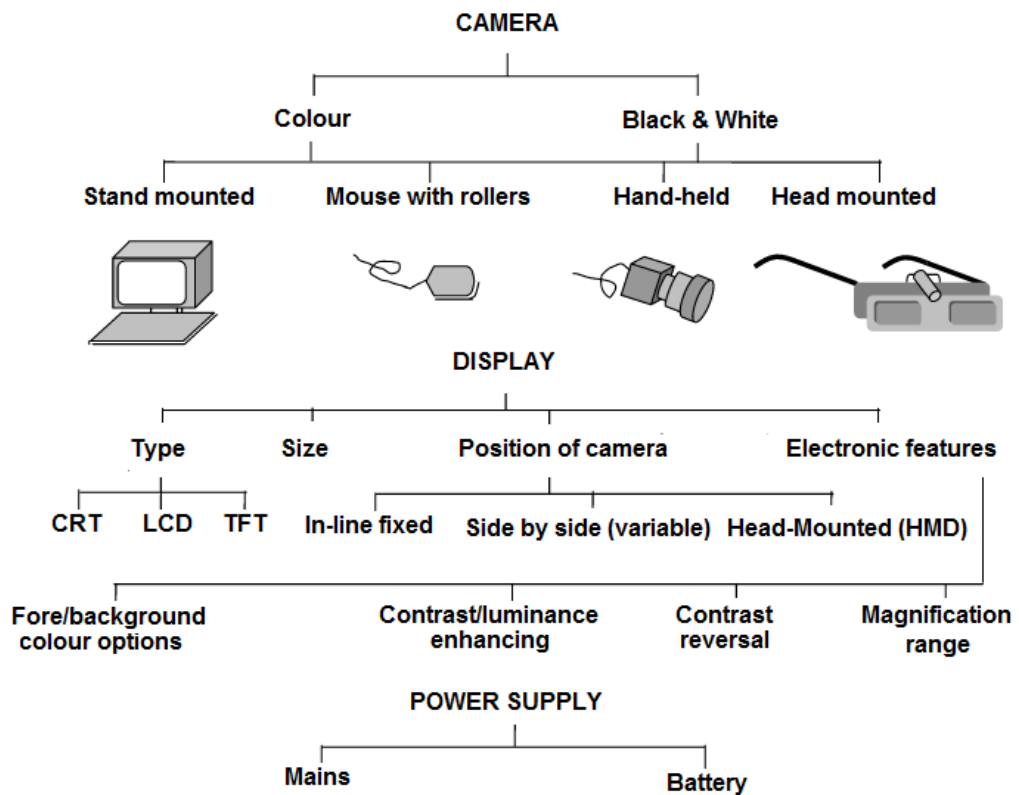 CAMERA
Colour
Black & White
Stand mounted
Mouse with rollers
Hand-held
Head mounted
DISPLAY
Type
Size
Position of camera
Electronic features
CRT
LCD
TFT
In-line fixed
Side by side (variable)
Head-Mounted (HMD)
Fore/background
colour options
Contrast/luminance
enhancing
Contrast
reversal
Magnification
range
POWER SUPPLY
Mains
Battery